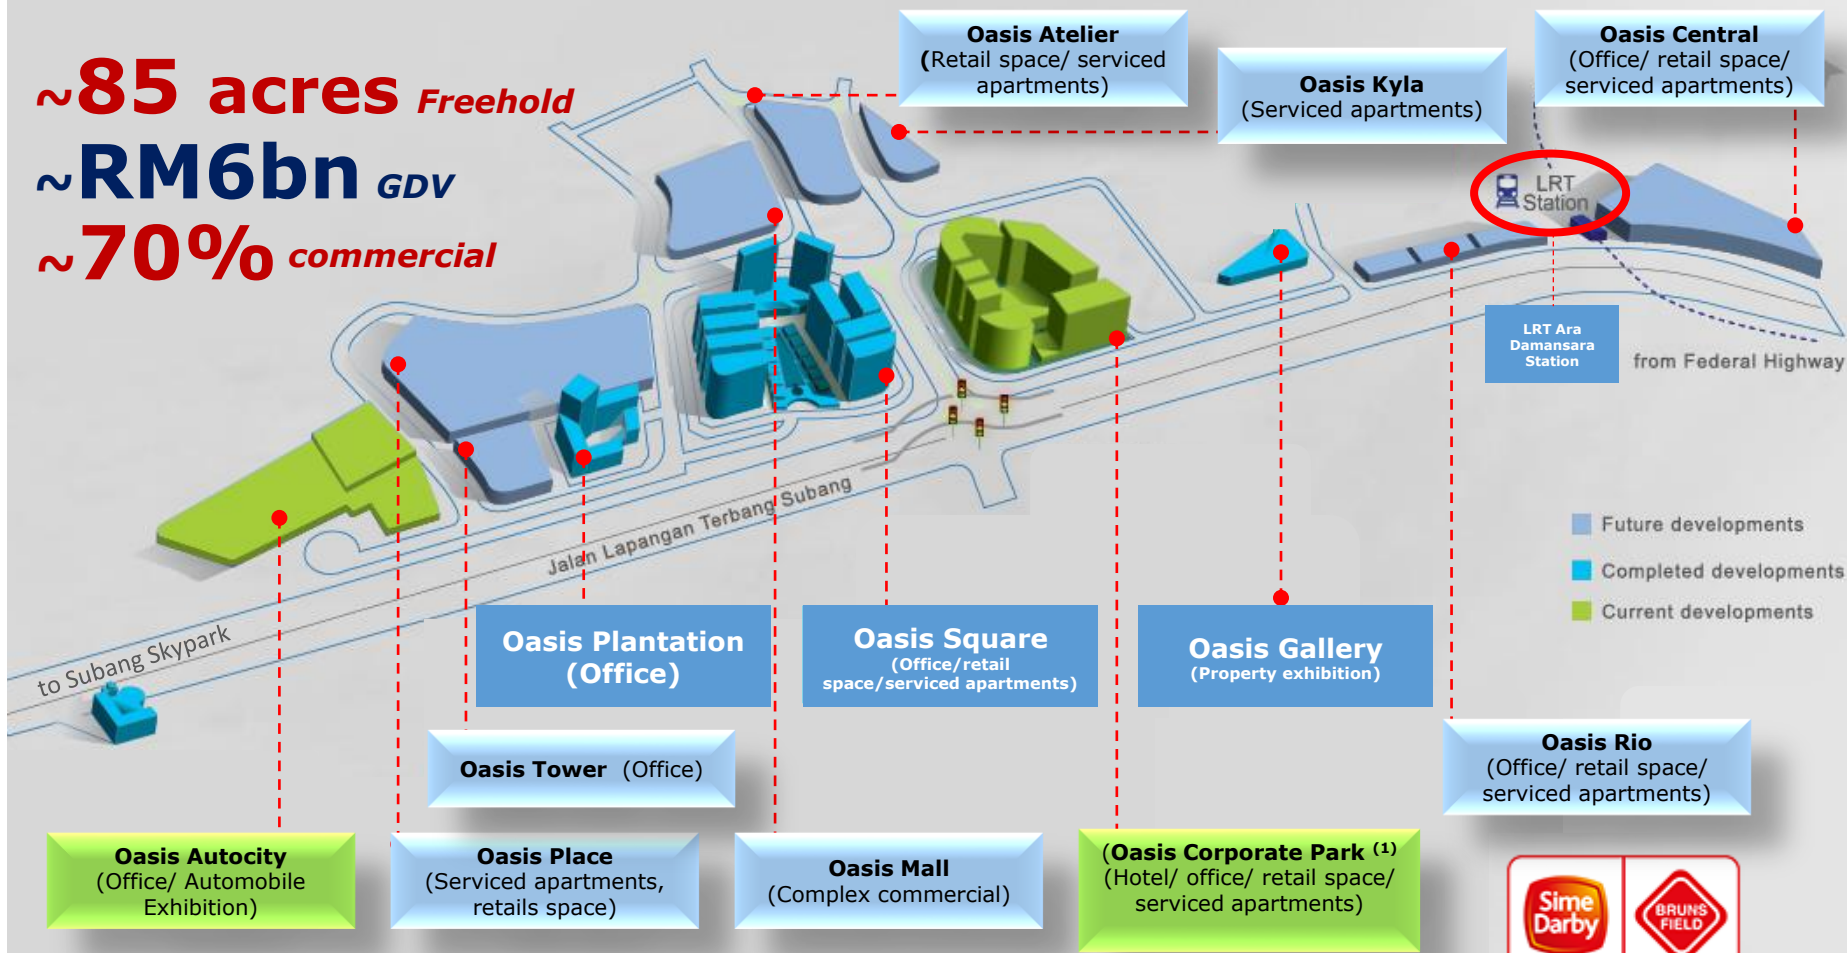 ~85 acres Freehold
~RM6bn GDV
~70% commercial
Oasis Atelier
(Retail space/ serviced
apartments)
Oasis Kyla
(Serviced apartments)
Oasis Central
(Office/ retail space/
serviced apartments)
LRT
Station
LRT Ara
Damansara
Station
from Federal Highway
Jalan Lapangan Terbang Subang
to Subang Skypark
Future developments
Completed developments
Current developments
Oasis Plantation
(Office)
Oasis Square
(Office/retail
space/serviced apartments)
Oasis Gallery
(Property exhibition)
Oasis Tower (Office)
Oasis Rio
(Office/ retail space/
serviced apartments)
Oasis Autocity
(Office/ Automobile
Exhibition)
Oasis Place
(Serviced apartments,
retails space)
Oasis Mall
(Complex commercial)
(Oasis Corporate Park (1)
(Hotel/ office/ retail space/
serviced apartments)
Sime
Darby
BRUNS
FIELD